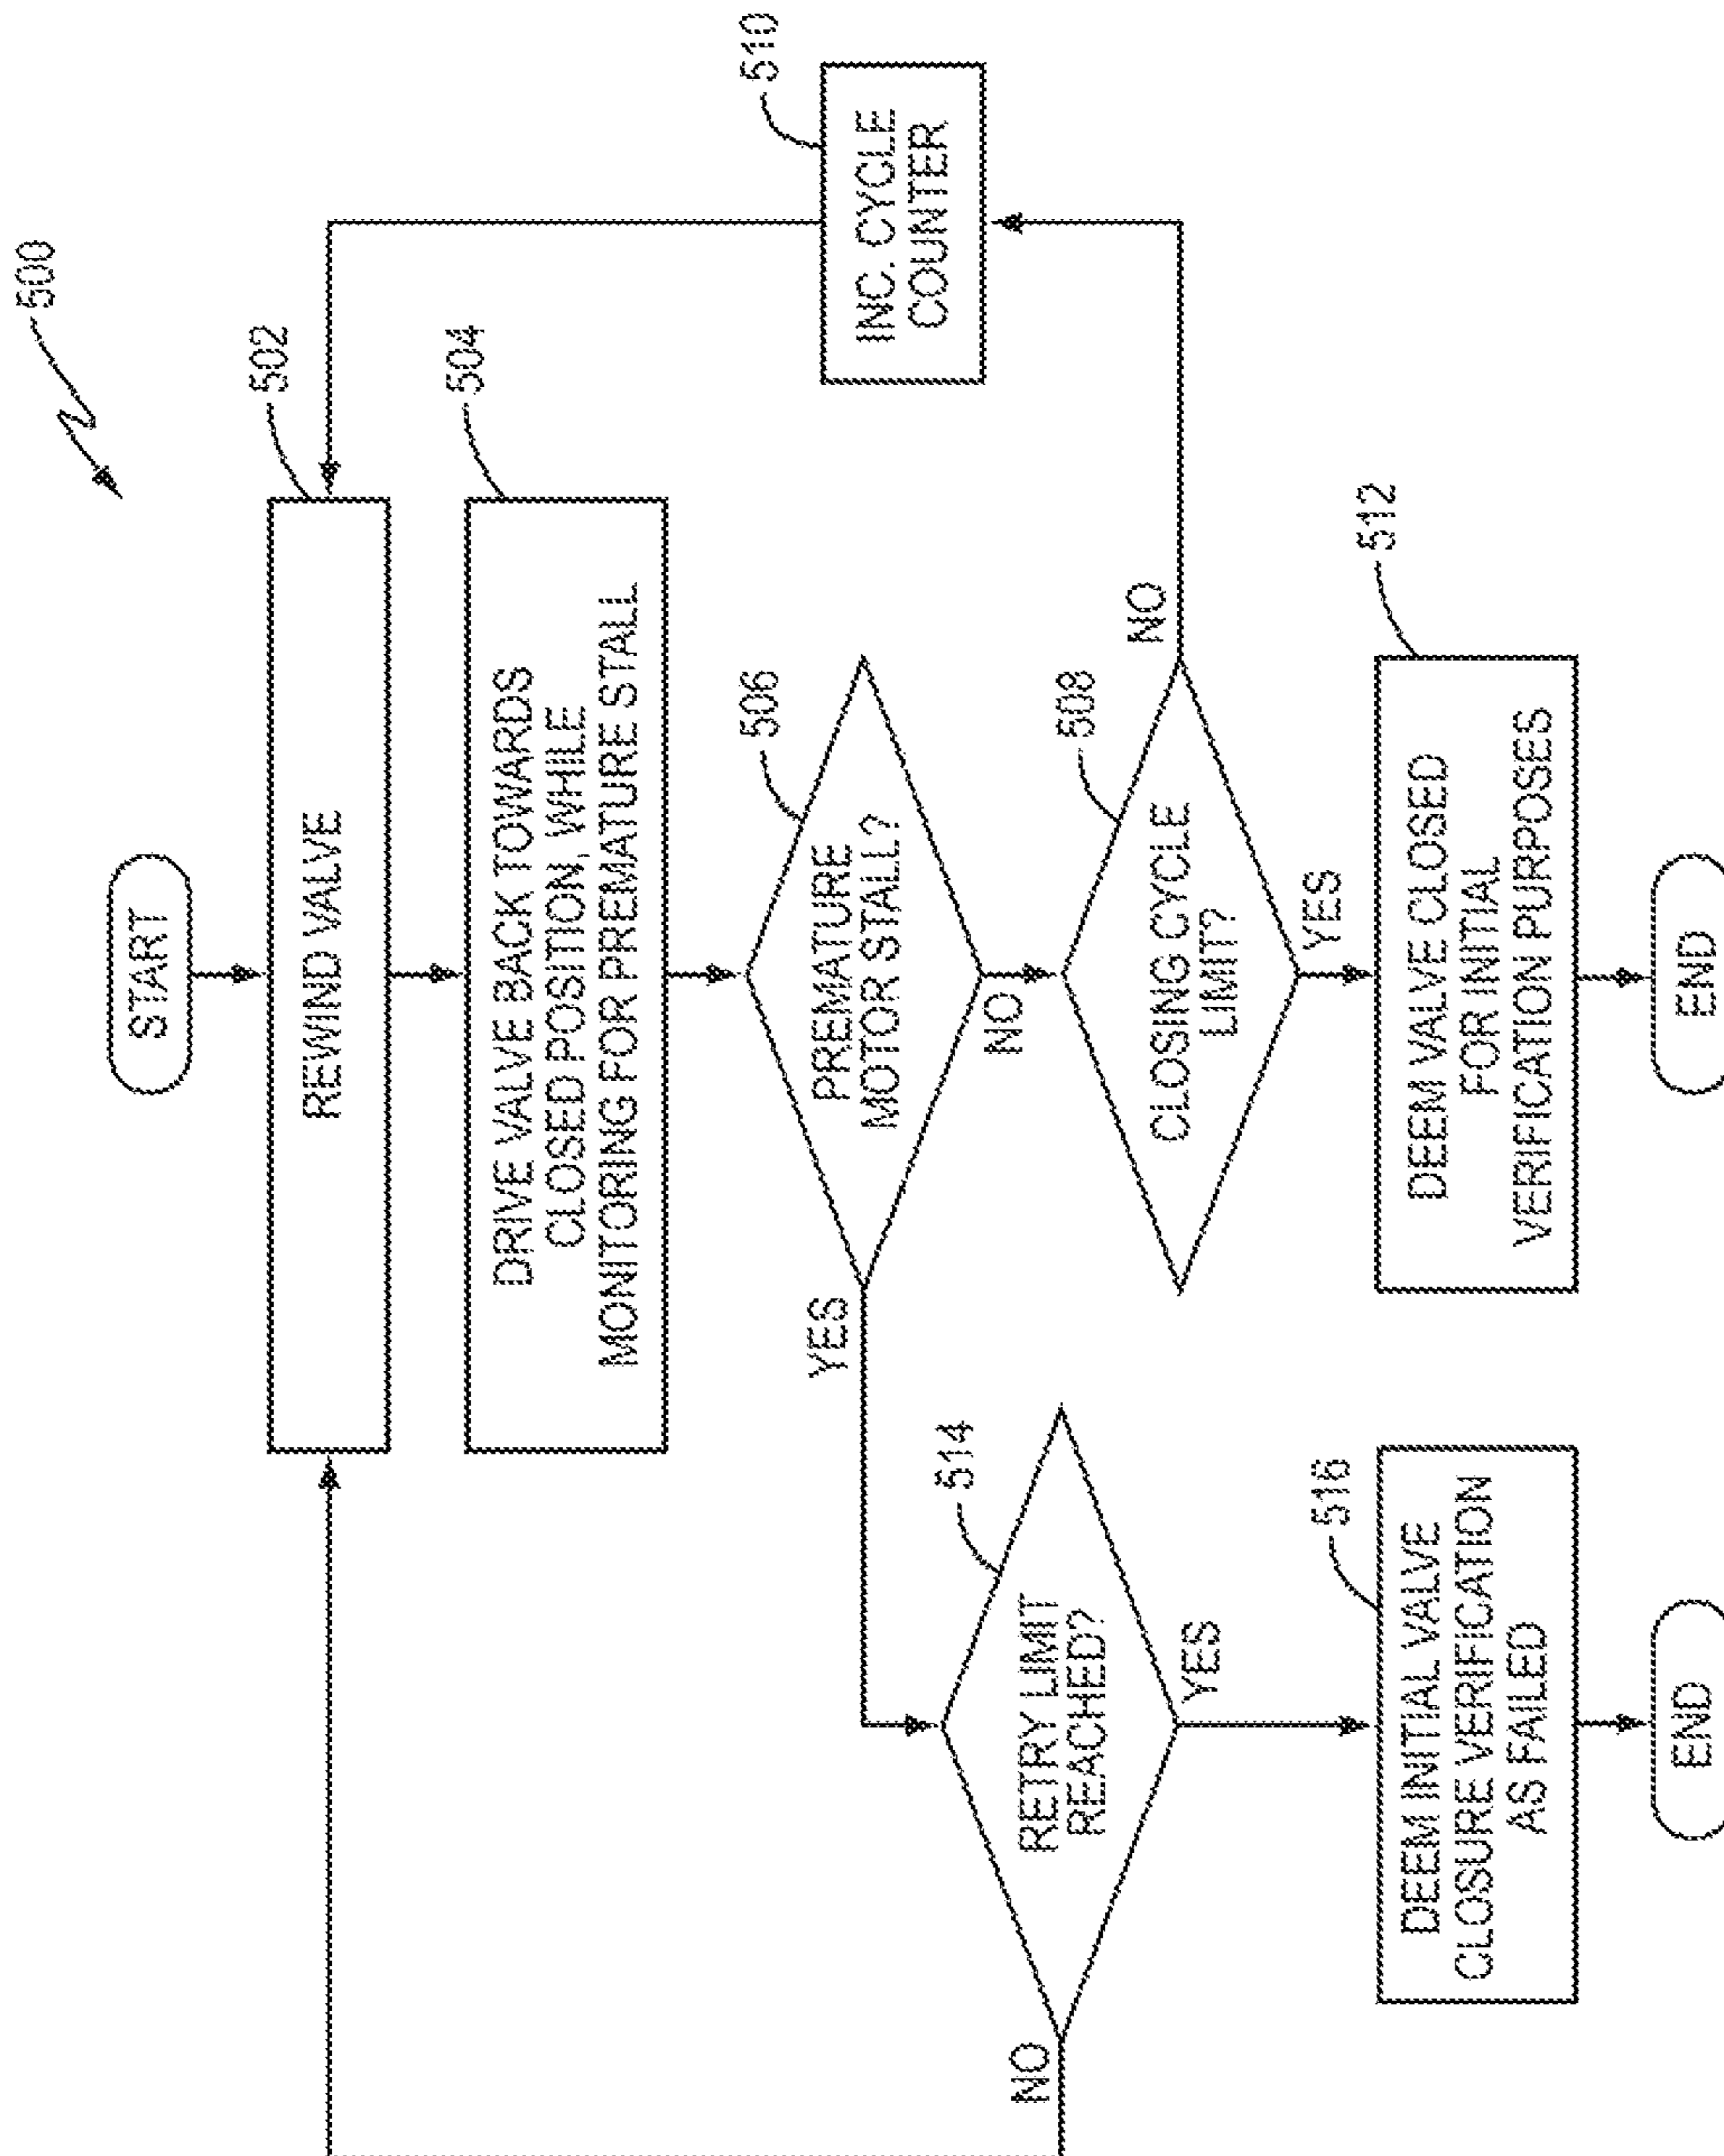 500
START
REWIND VALVE
502
DRIVE VALVE BACK TOWARDS
CLOSED POSITION, WHILE
MONITORING FOR PREMATURE STALL
504
PREMATURE
MOTOR STALL?
506
YES
NO
CLOSING CYCLE
LIMIT?
508
NO
YES
INC. CYCLE
COUNTER
510
DEEM VALVE CLOSED
FOR INITIAL
VERIFICATION PURPOSES
512
END
RETRY LIMIT
REACHED?
514
NO
YES
DEEM INITIAL VALVE
CLOSURE VERIFICATION
AS FAILED
516
END